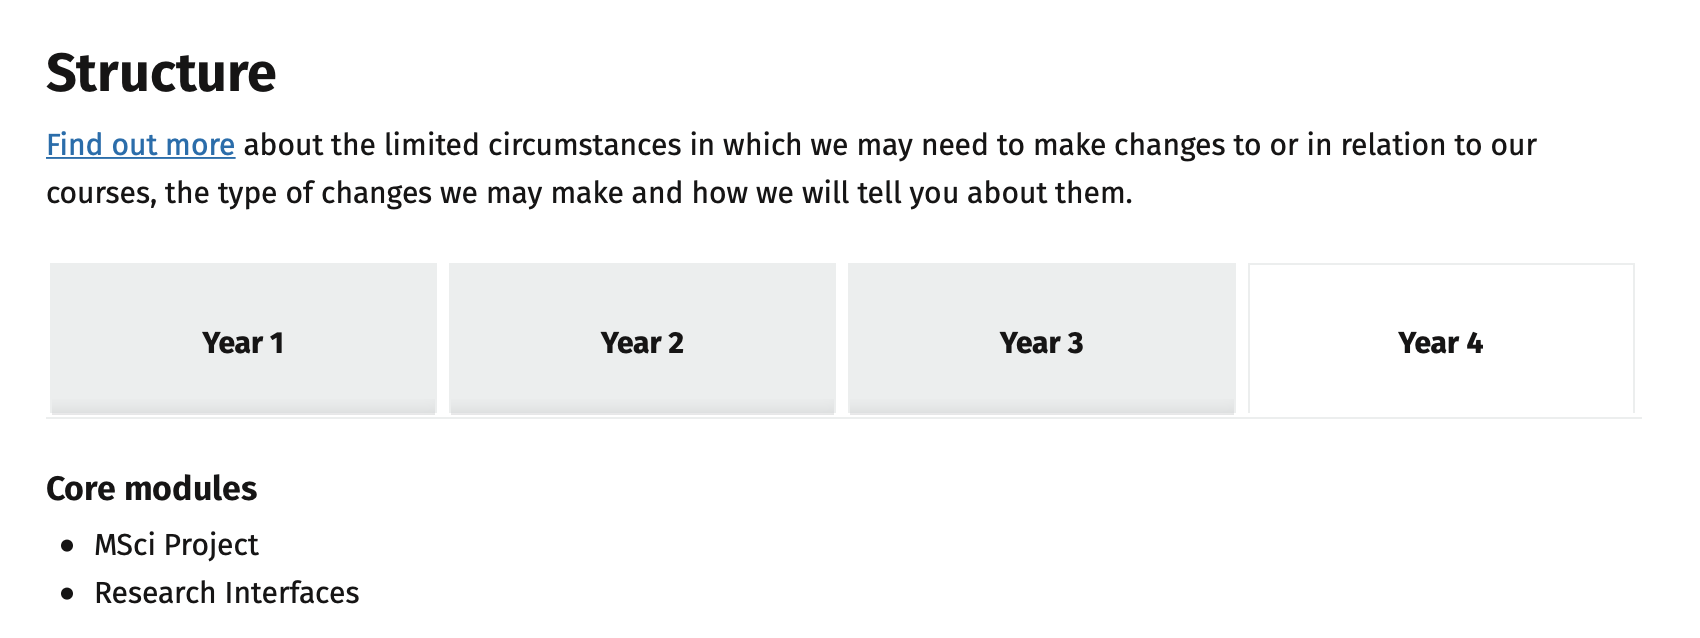 Structure
Find out more about the limited circumstances in which we may need to make changes to or in relation to our
courses, the type of changes we may make and how we will tell you about them.
Year 1
Year 2
Year 3
Year 4
Core modules
MSci Project
Research Interfaces